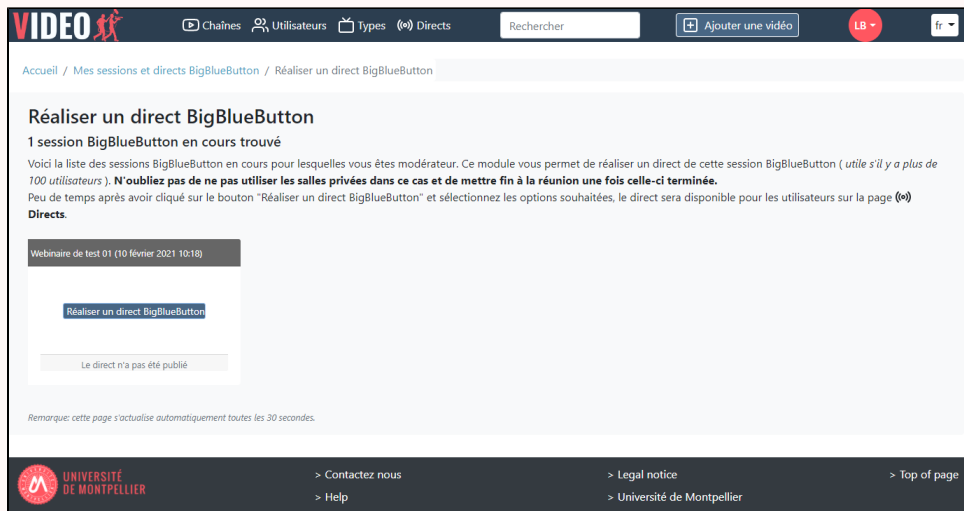 VIDEO
Chaînes Utilisateurs Types Directs Rechercher Ajouter une vidéo LB fr
Accueil / Mes sessions et directs BigBlueButton / Réaliser un direct BigBlueButton
Réaliser un direct BigBlueButton
1 session BigBlueButton en cours trouvé
Voici la liste des sessions BigBlueButton en cours pour lesquelles vous êtes modérateur. Ce module vous permet de réaliser un direct de cette session BigBlueButton ( utile s'il y a plus de
100 utilisateurs ). N'oubliez pas de ne pas utiliser les salles privées dans ce cas et de mettre fin à la réunion une fois celle-ci terminée.
Peu de temps après avoir cliqué sur le bouton "Réaliser un direct BigBlueButton" et sélectionnez les options souhaitées, le direct sera disponible pour les utilisateurs sur la page
Directs.
Webinaire de test 01 (10 février 2021 10:18)
Réaliser un direct BigBlueButton
Le direct n'a pas été publié
Remarque: cette page s'actualise automatiquement toutes les 30 secondes.
UNIVERSITÉ
DE MONTPELLIER
> Contactez nous
> Help
> Legal notice
> Université de Montpellier
> Top of page